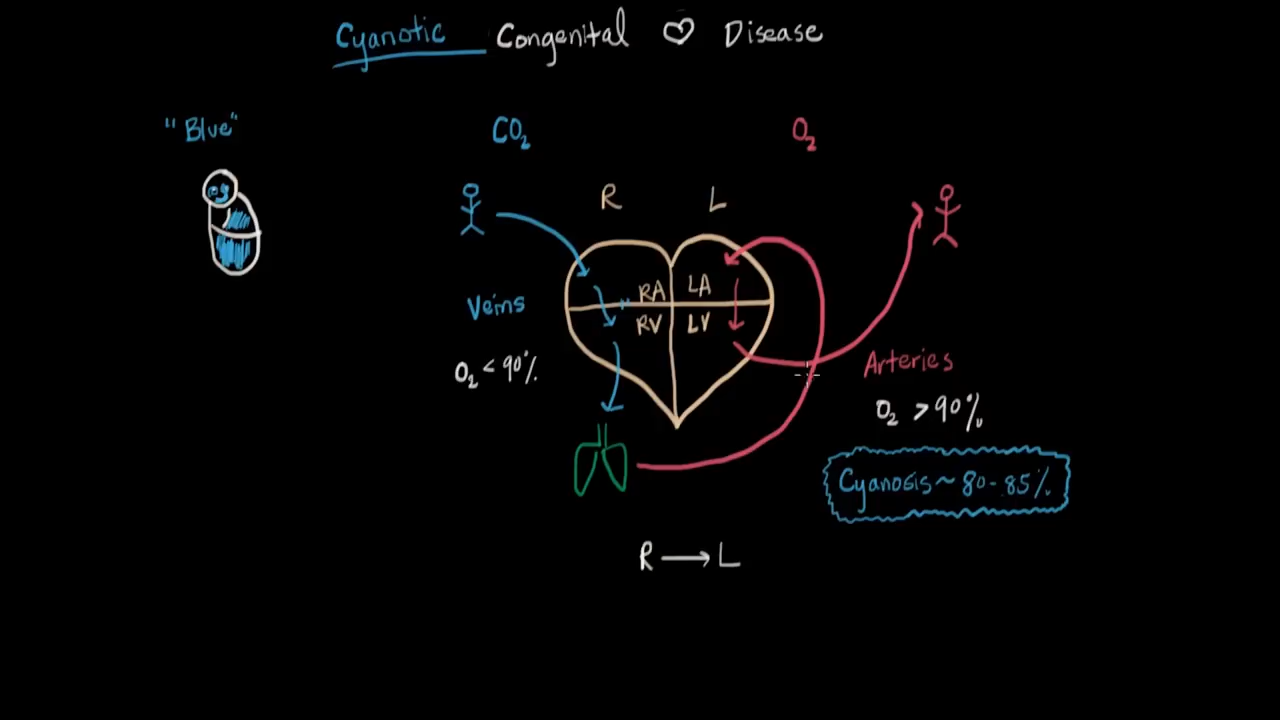 Cyanotic Congenital Disease
"Blue"
CO₂
O₂
R L
Veins
RA LA
RV LV
O₂ < 90%
Arteries
O₂ > 90%
Cyanosis ~ 80-85%
R → L